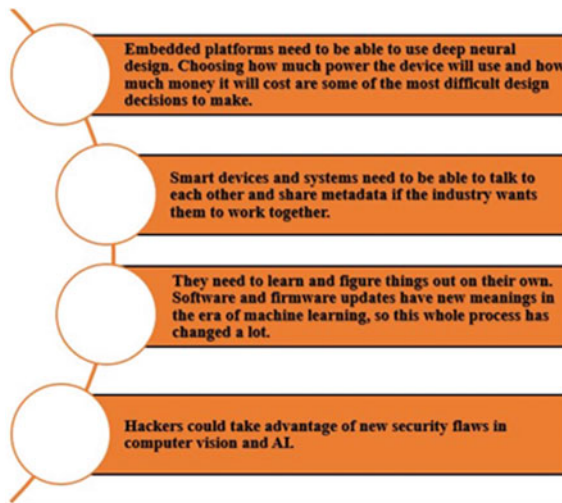 Embedded platforms need to be able to use deep neural
design. Choosing how much power the device will use and how
much money it will cost are some of the most difficult design
decisions to make.
Smart devices and systems need to be able to talk to
each other and share metadata if the industry wants
them to work together.
They need to learn and figure things out on their own.
Software and firmware updates have new meanings in
the era of machine learning, so this whole process has
changed a lot.
Hackers could take advantage of new security flaws in
computer vision and AI.